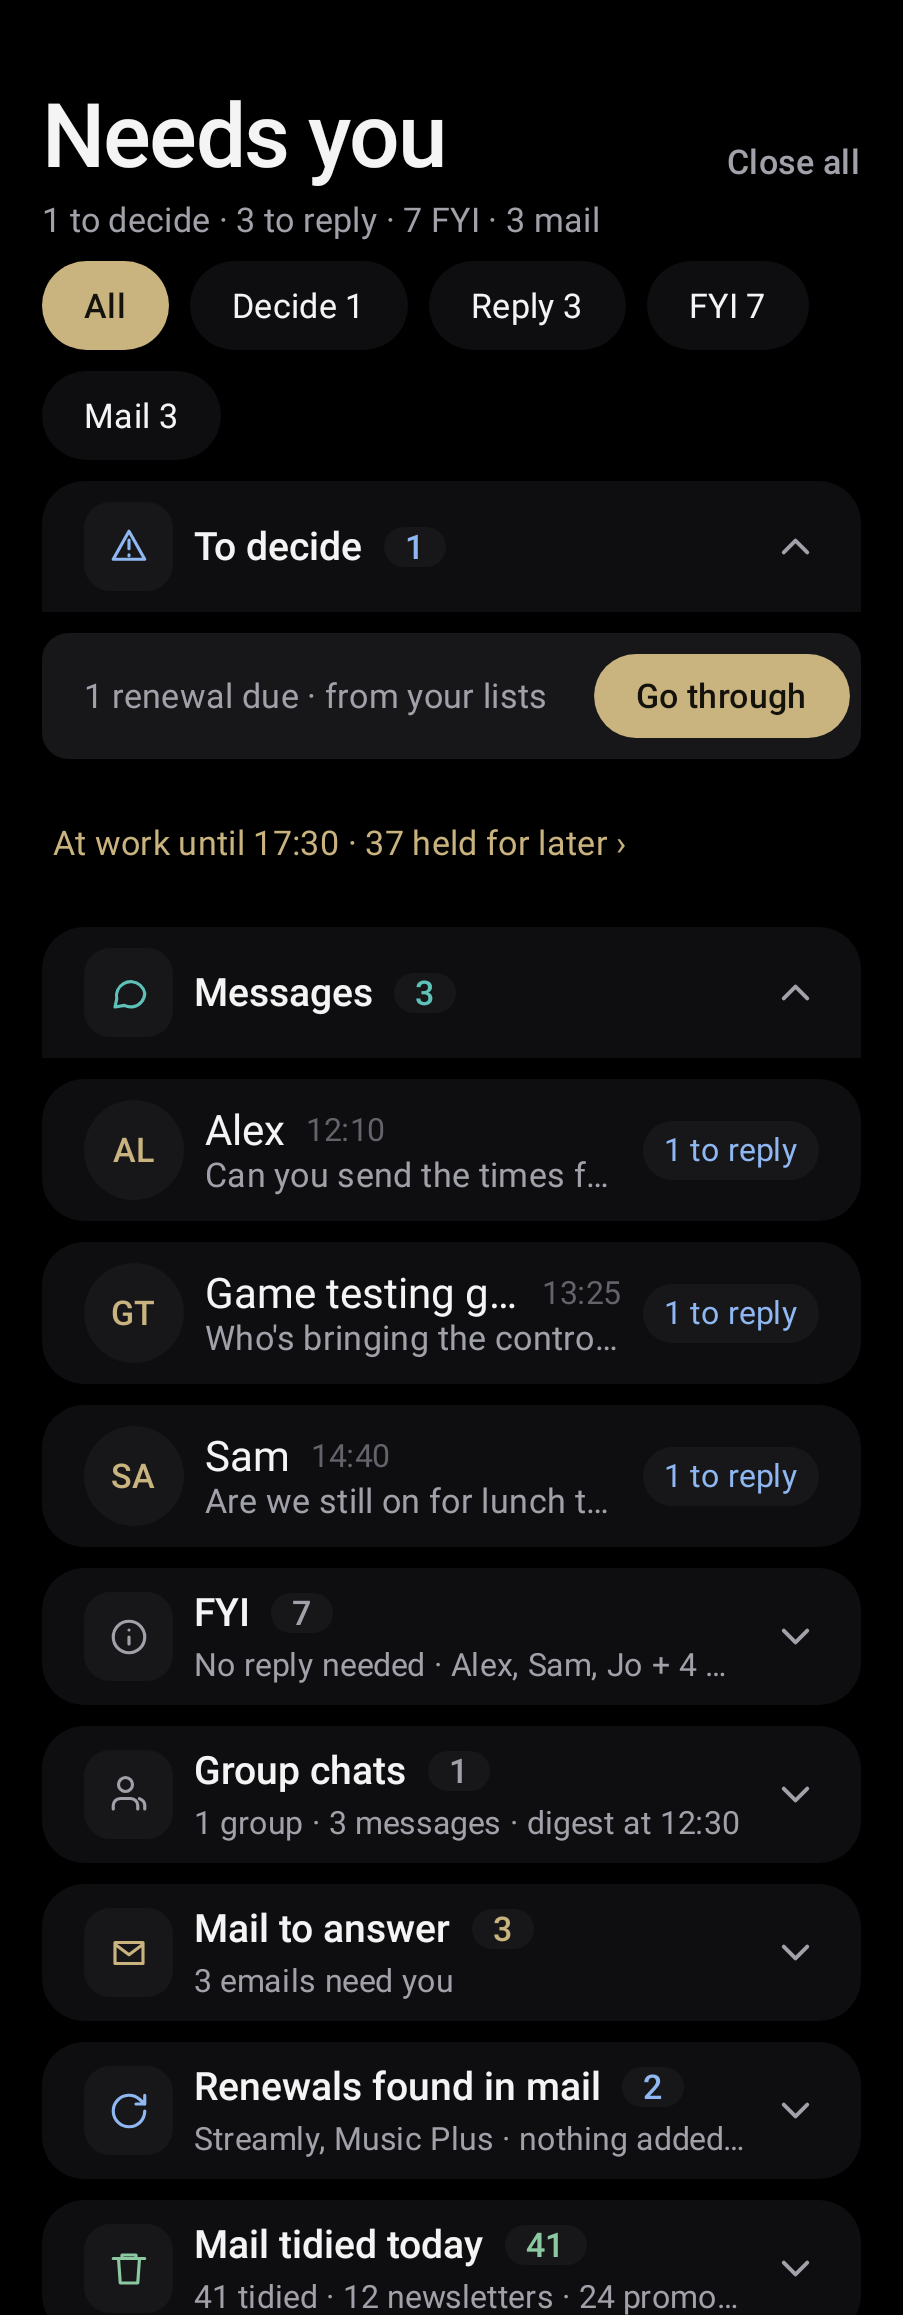 Needs you
Close all
1 to decide · 3 to reply · 7 FYI · 3 mail
All
Decide 1
Reply 3
FYI 7
Mail 3
To decide 1
1 renewal due · from your lists
Go through
At work until 17:30 · 37 held for later ›
Messages 3
AL
Alex 12:10
Can you send the times f...
1 to reply
GT
Game testing g... 13:25
Who's bringing the contro...
1 to reply
SA
Sam 14:40
Are we still on for lunch t...
1 to reply
FYI 7
No reply needed · Alex, Sam, Jo + 4 ...
Group chats 1
1 group · 3 messages · digest at 12:30
Mail to answer 3
3 emails need you
Renewals found in mail 2
Streamly, Music Plus · nothing added...
Mail tidied today 41
41 tidied · 12 newsletters · 24 promo...